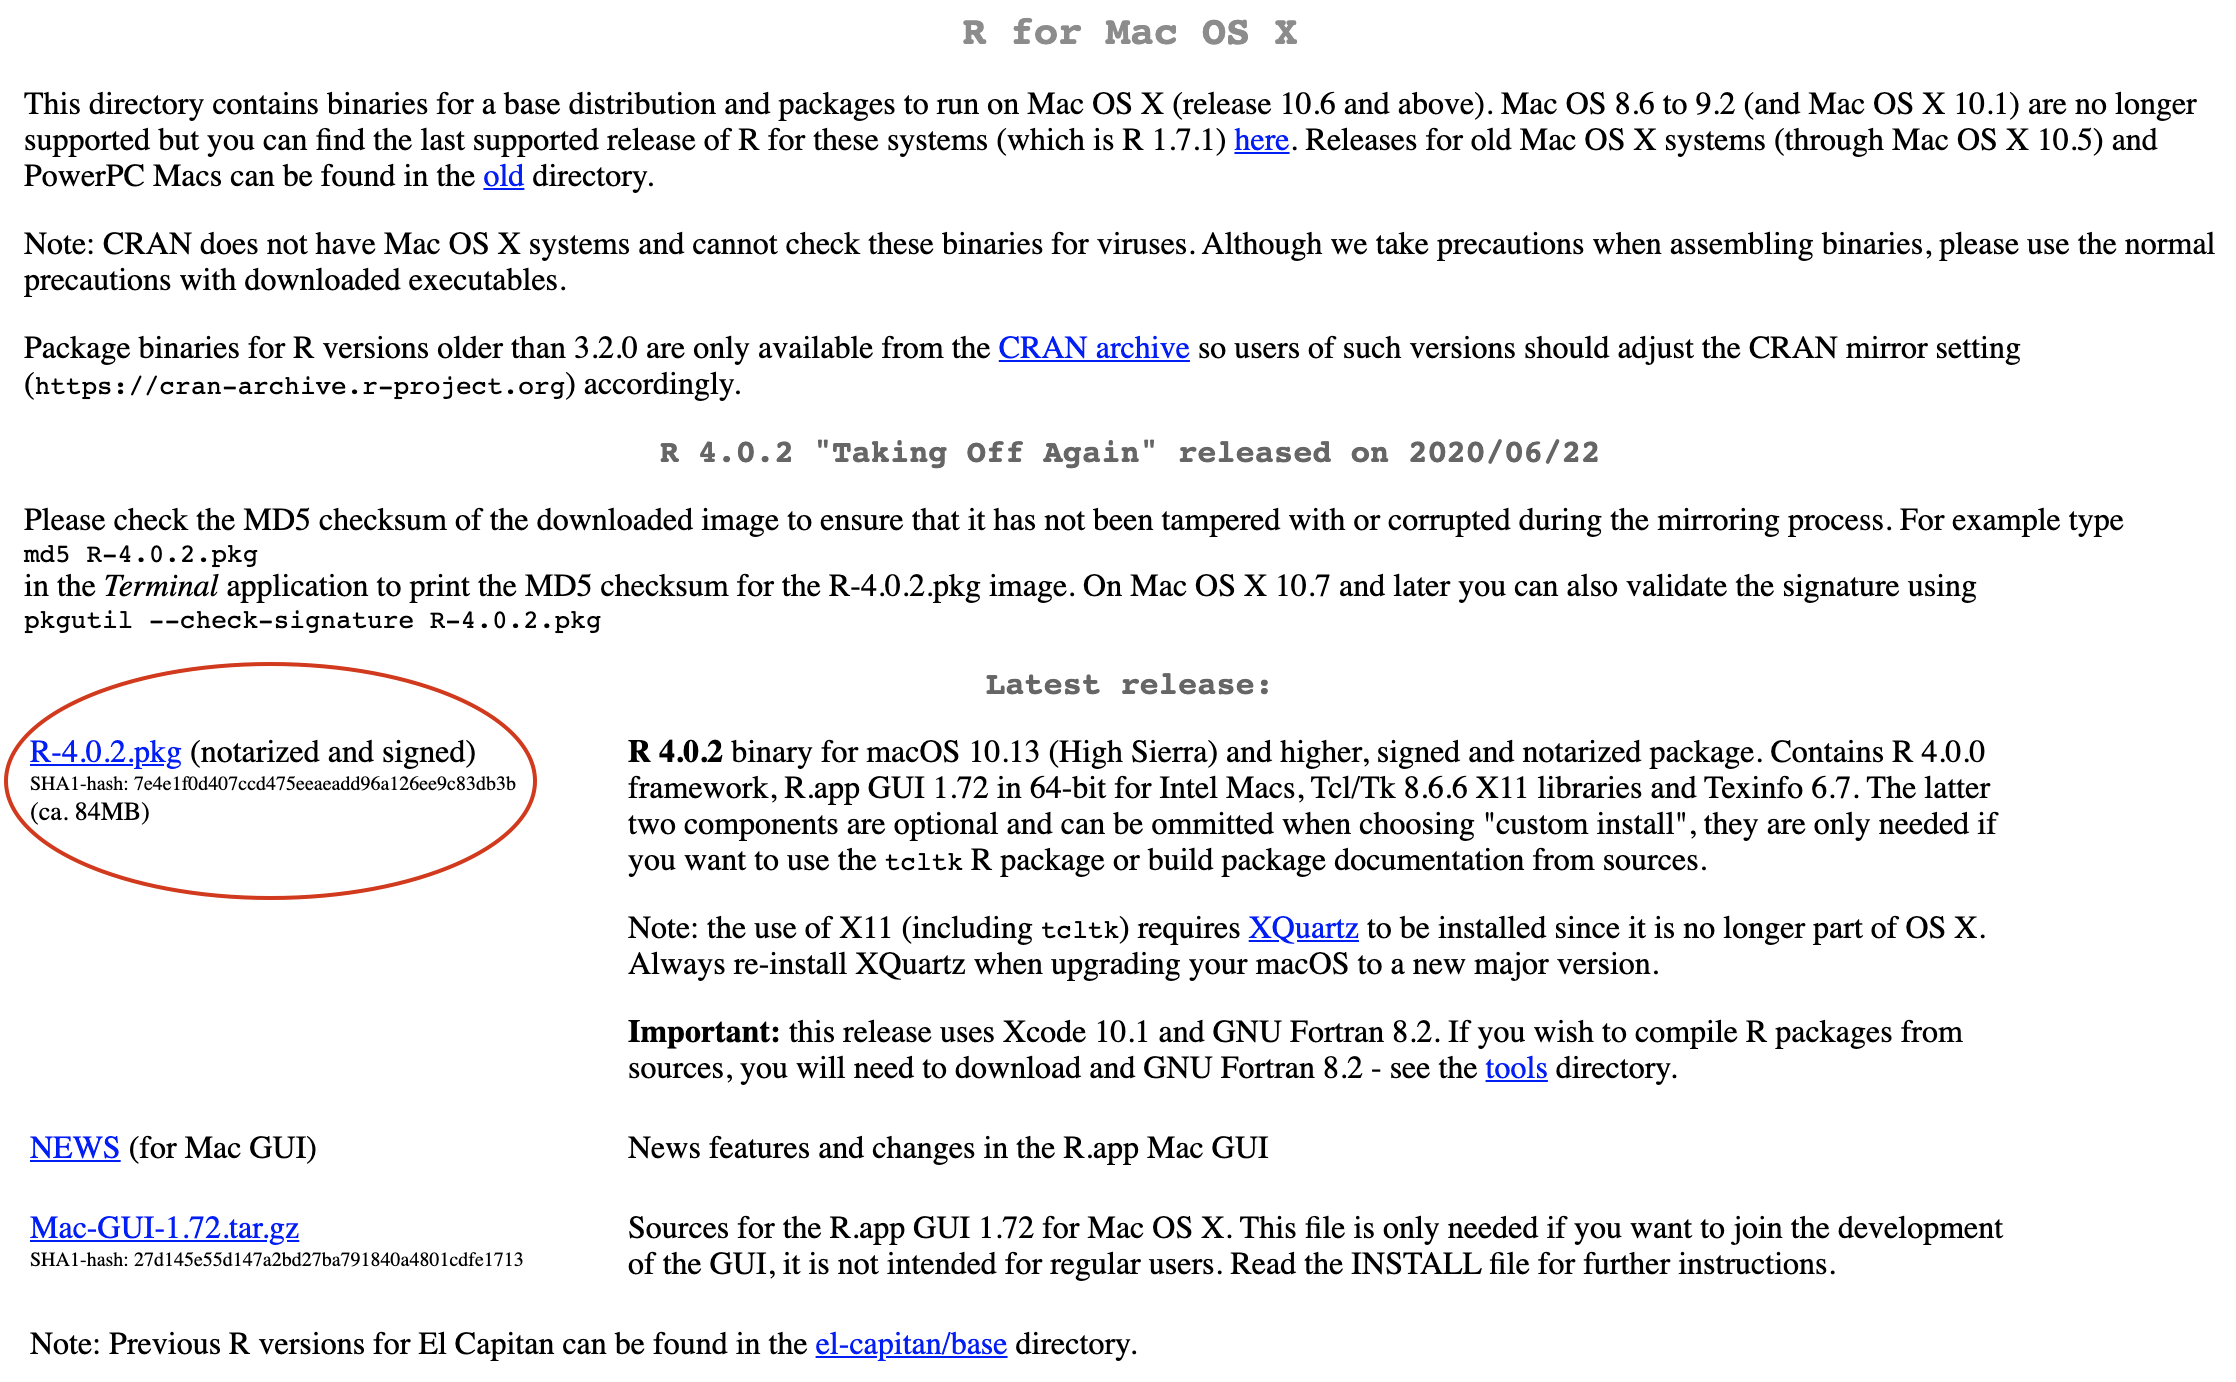 R for Mac OS X
This directory contains binaries for a base distribution and packages to run on Mac OS X (release 10.6 and above). Mac OS 8.6 to 9.2 (and Mac OS X 10.1) are no longer
supported but you can find the last supported release of R for these systems (which is R 1.7.1) here. Releases for old Mac OS X systems (through Mac OS X 10.5) and
PowerPC Macs can be found in the old directory.
Note: CRAN does not have Mac OS X systems and cannot check these binaries for viruses. Although we take precautions when assembling binaries, please use the normal
precautions with downloaded executables.
Package binaries for R versions older than 3.2.0 are only available from the CRAN archive so users of such versions should adjust the CRAN mirror setting
(https://cran-archive.r-project.org) accordingly.
R 4.0.2 "Taking Off Again" released on 2020/06/22
Please check the MD5 checksum of the downloaded image to ensure that it has not been tampered with or corrupted during the mirroring process. For example type
md5 R-4.0.2.pkg
in the Terminal application to print the MD5 checksum for the R-4.0.2.pkg image. On Mac OS X 10.7 and later you can also validate the signature using
pkgutil --check-signature R-4.0.2.pkg
Latest release:
R-4.0.2.pkg (notarized and signed)
SHA1-hash: 7e4e1f0d407ccd475eeaeadd96a126ee9c83db3b
(ca. 84MB)
R 4.0.2 binary for macOS 10.13 (High Sierra) and higher, signed and notarized package. Contains R 4.0.0
framework, R.app GUI 1.72 in 64-bit for Intel Macs, Tcl/Tk 8.6.6 X11 libraries and Texinfo 6.7. The latter
two components are optional and can be ommitted when choosing "custom install", they are only needed if
you want to use the tcltk R package or build package documentation from sources.
Note: the use of X11 (including tcltk) requires XQuartz to be installed since it is no longer part of OS X.
Always re-install XQuartz when upgrading your macOS to a new major version.
Important: this release uses Xcode 10.1 and GNU Fortran 8.2. If you wish to compile R packages from
sources, you will need to download and GNU Fortran 8.2 - see the tools directory.
NEWS (for Mac GUI)
News features and changes in the R.app Mac GUI
Mac-GUI-1.72.tar.gz
SHA1-hash: 27d145e55d147a2bd27ba791840a4801cdfe1713
Sources for the R.app GUI 1.72 for Mac OS X. This file is only needed if you want to join the development
of the GUI, it is not intended for regular users. Read the INSTALL file for further instructions.
Note: Previous R versions for El Capitan can be found in the el-capitan/base directory.